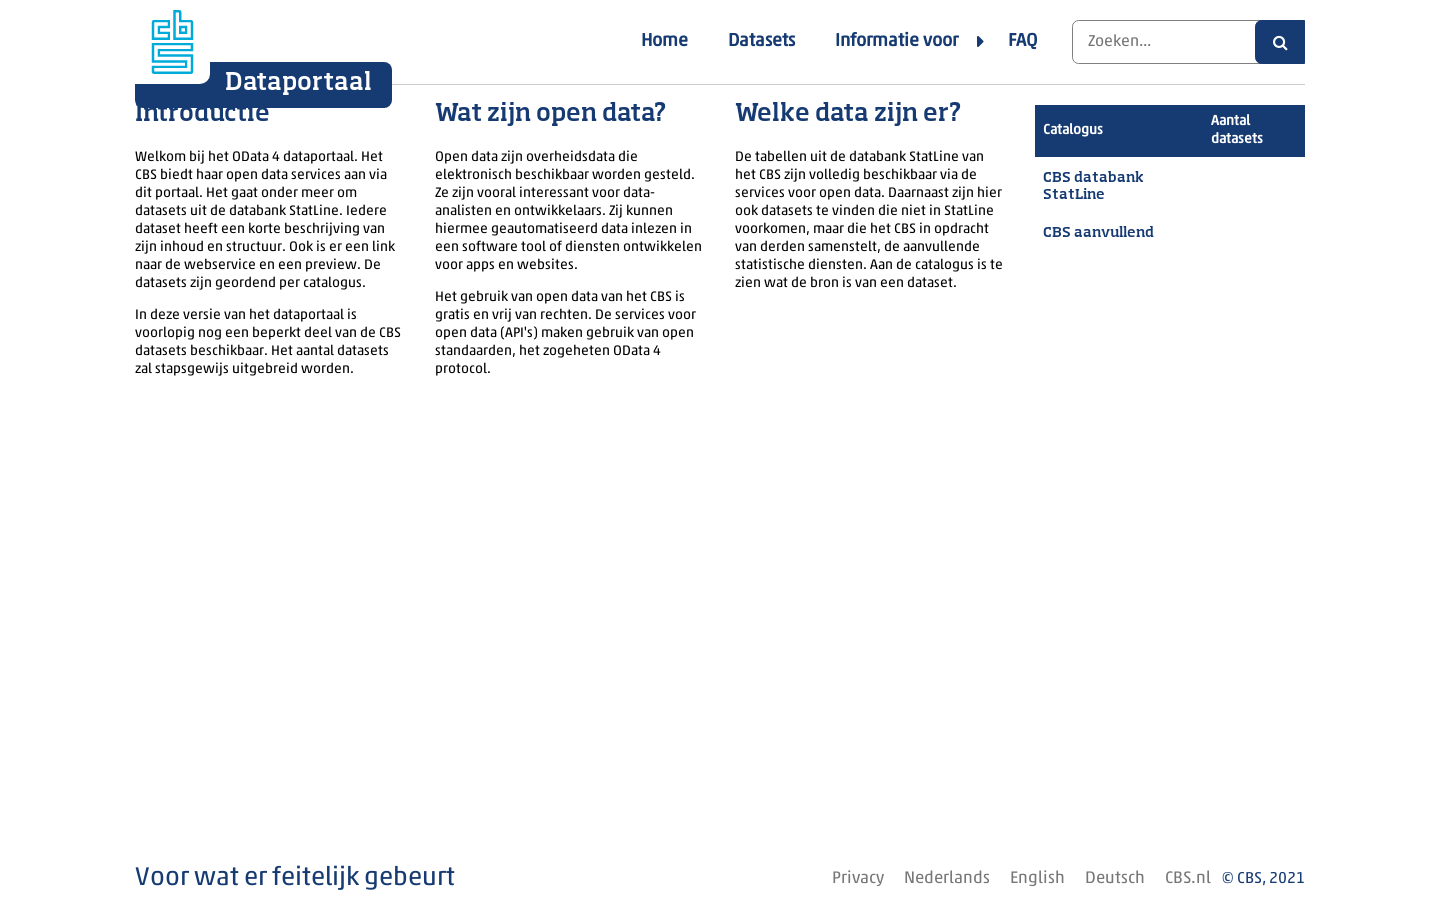 cbs
Dataportaal
Home
Datasets
Informatie voor
FAQ
Zoeken...
Introductie
Welkom bij het OData 4 dataportaal. Het
CBS biedt haar open data services aan via
dit portaal. Het gaat onder meer om
datasets uit de databank StatLine. Iedere
dataset heeft een korte beschrijving van
zijn inhoud en structuur. Ook is er een link
naar de webservice en een preview. De
datasets zijn geordend per catalogus.
In deze versie van het dataportaal is
voorlopig nog een beperkt deel van de CBS
datasets beschikbaar. Het aantal datasets
zal stapsgewijs uitgebreid worden.
Wat zijn open data?
Open data zijn overheidsdata die
elektronisch beschikbaar worden gesteld.
Ze zijn vooral interessant voor data-
analisten en ontwikkelaars. Zij kunnen
hiermee geautomatiseerd data inlezen in
een software tool of diensten ontwikkelen
voor apps en websites.
Het gebruik van open data van het CBS is
gratis en vrij van rechten. De services voor
open data (API's) maken gebruik van open
standaarden, het zogeheten OData 4
protocol.
Welke data zijn er?
De tabellen uit de databank StatLine van
het CBS zijn volledig beschikbaar via de
services voor open data. Daarnaast zijn hier
ook datasets te vinden die niet in StatLine
voorkomen, maar die het CBS in opdracht
van derden samenstelt, de aanvullende
statistische diensten. Aan de catalogus is te
zien wat de bron is van een dataset.
Catalogus
Aantal
datasets
CBS databank
StatLine
CBS aanvullend
Voor wat er feitelijk gebeurt
Privacy
Nederlands
English
Deutsch
CBS.nl
© CBS, 2021